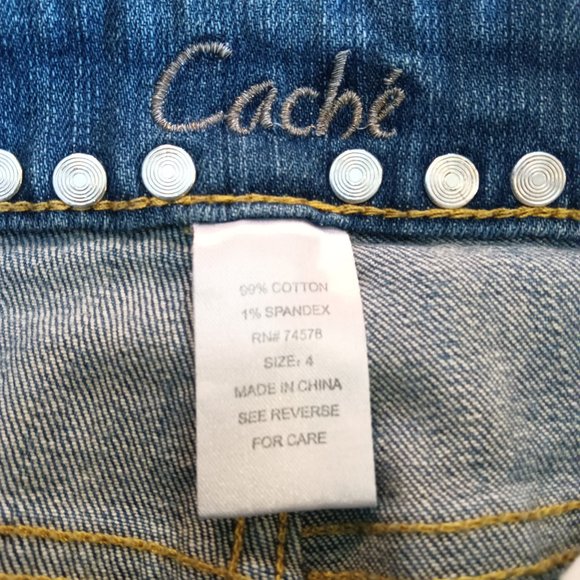 Caché
99% COTTON
1% SPANDEX
RN# 74578
SIZE: 4
MADE IN CHINA
SEE REVERSE
FOR CARE